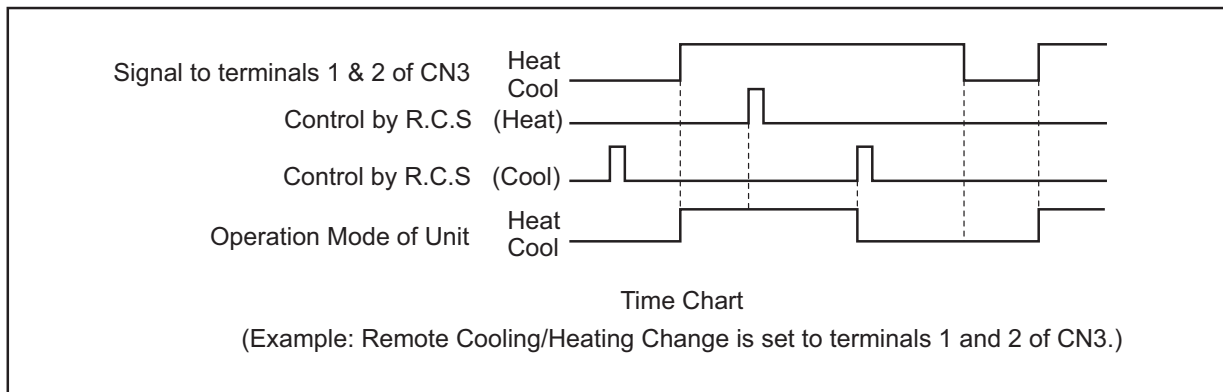 Signal to terminals 1 & 2 of CN3 Heat
Cool
Control by R.C.S (Heat)
Control by R.C.S (Cool)
Operation Mode of Unit Heat
Cool
Time Chart
(Example: Remote Cooling/Heating Change is set to terminals 1 and 2 of CN3.)